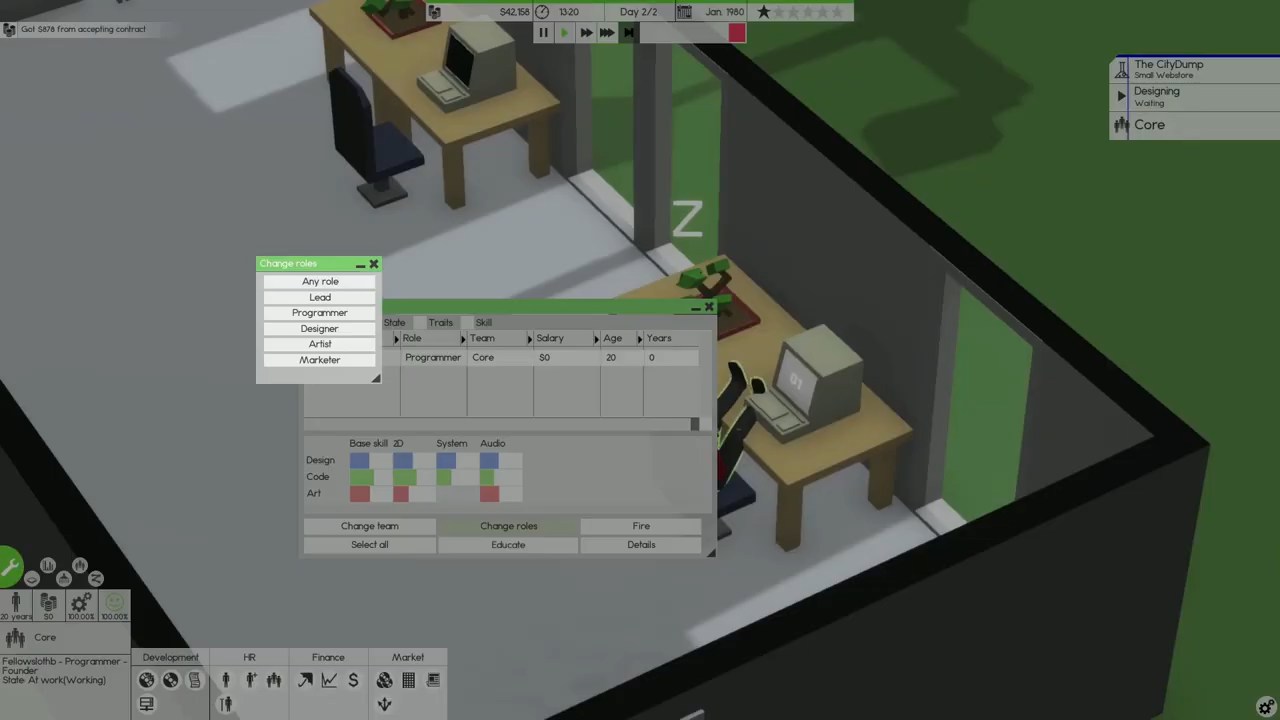 $42,158
13:20
Day 2/2
Jan. 1980
Got $878 from accepting contract
The CityDump
Small Webstore
Designing
Waiting
Core
Z
Change roles
Any role
Lead
Programmer
Designer
Artist
Marketer
State
Traits
Skill
Role
Team
Salary
Age
Years
Programmer
Core
$0
20
0
Base skill
2D
System
Audio
Design
Code
Art
Change team
Change roles
Fire
Select all
Educate
Details
20 years
$0
100.00%
100.00%
Core
Fellowslothb - Programmer -
Founder
State: At work(Working)
Development
HR
Finance
Market